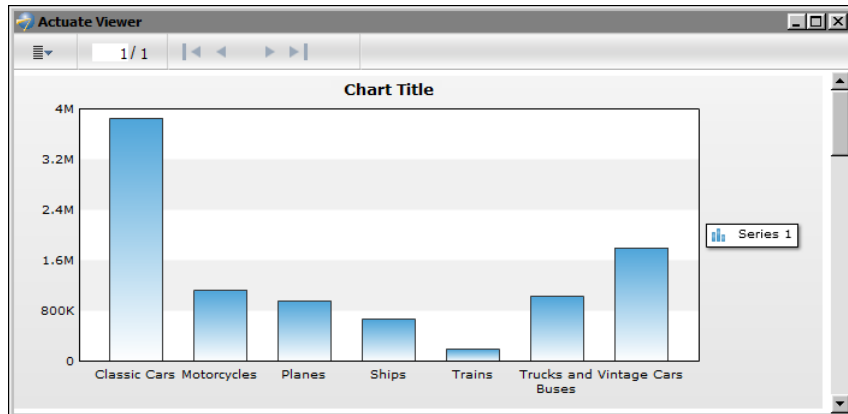 Actuate Viewer
1/ 1
Chart Title
4M
3.2M
2.4M
1.6M
800K
0
Series 1
Classic Cars Motorcycles Planes Ships Trains Trucks and Vintage Cars
Buses